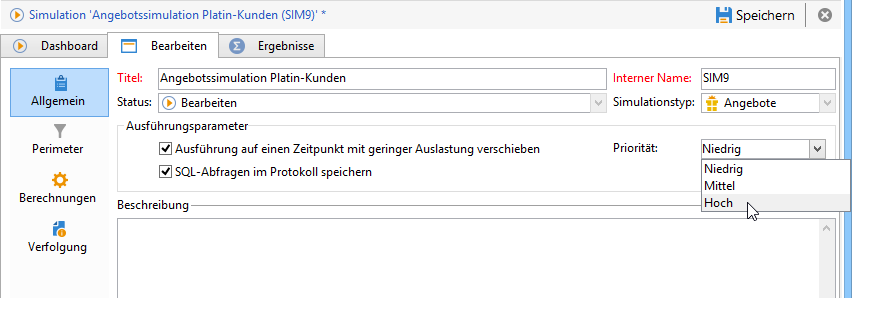 Simulation 'Angebotssimulation Platin-Kunden (SIM9)' *
Speichern
Dashboard
Bearbeiten
Ergebnisse
Allgemein
Perimeter
Berechnungen
Verfolgung
Titel: Angebotssimulation Platin-Kunden
Interner Name: SIM9
Status: Bearbeiten
Simulationstyp: Angebote
Ausführungsparameter
Ausführung auf einen Zeitpunkt mit geringer Auslastung verschieben
Priorität: Niedrig
SQL-Abfragen im Protokoll speichern
Niedrig
Mittel
Hoch
Beschreibung